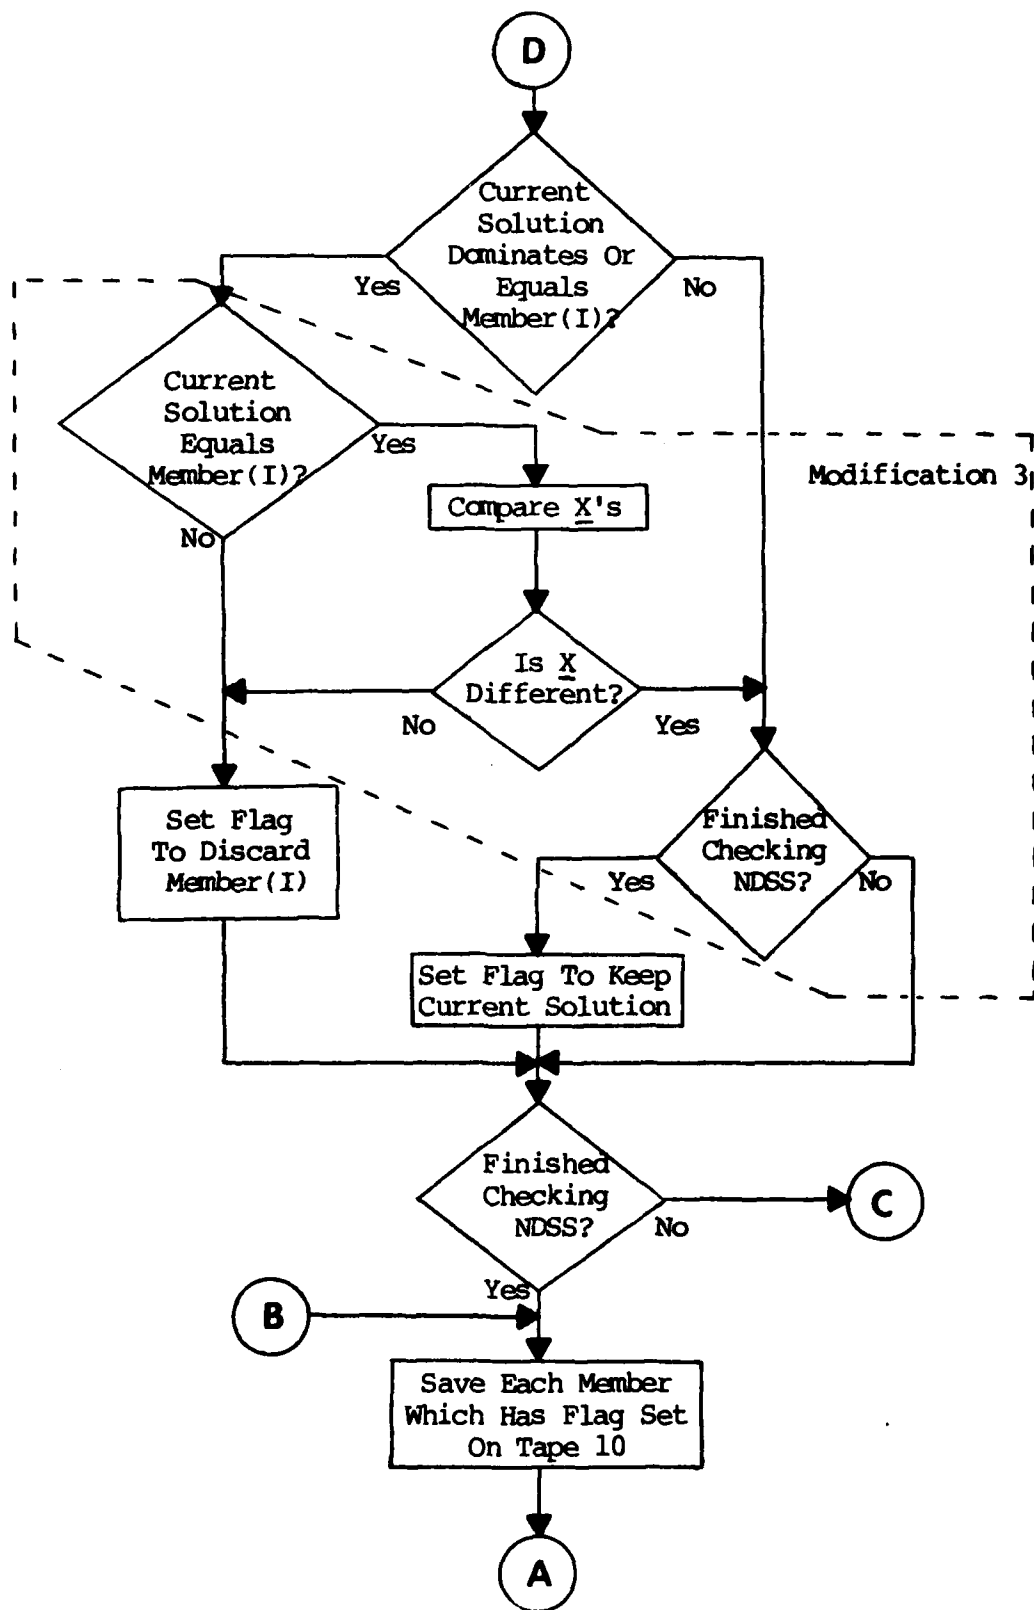 D
Current
Solution
Dominates Or
Equals
Member(I)?
Yes
No
Current
Solution
Equals
Member(I)?
Yes
No
Modification 3
Compare X's
Is X
Different?
No
Yes
Set Flag
To Discard
Member(I)
Finished
Checking
NDSS?
Yes
No
Set Flag To Keep
Current Solution
Finished
Checking
NDSS?
No
C
Yes
B
Save Each Member
Which Has Flag Set
On Tape 10
A